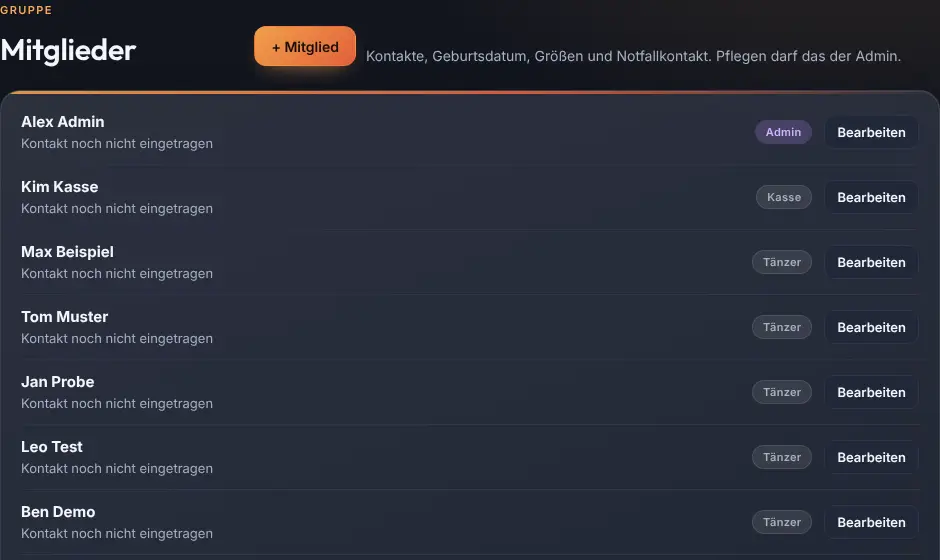 GRUPPE
Mitglieder
+ Mitglied
Kontakte, Geburtsdatum, Größen und Notfallkontakt. Pflegen darf das der Admin.
Alex Admin
Kontakt noch nicht eingetragen
Admin
Bearbeiten
Kim Kasse
Kontakt noch nicht eingetragen
Kasse
Bearbeiten
Max Beispiel
Kontakt noch nicht eingetragen
Tänzer
Bearbeiten
Tom Muster
Kontakt noch nicht eingetragen
Tänzer
Bearbeiten
Jan Probe
Kontakt noch nicht eingetragen
Tänzer
Bearbeiten
Leo Test
Kontakt noch nicht eingetragen
Tänzer
Bearbeiten
Ben Demo
Kontakt noch nicht eingetragen
Tänzer
Bearbeiten